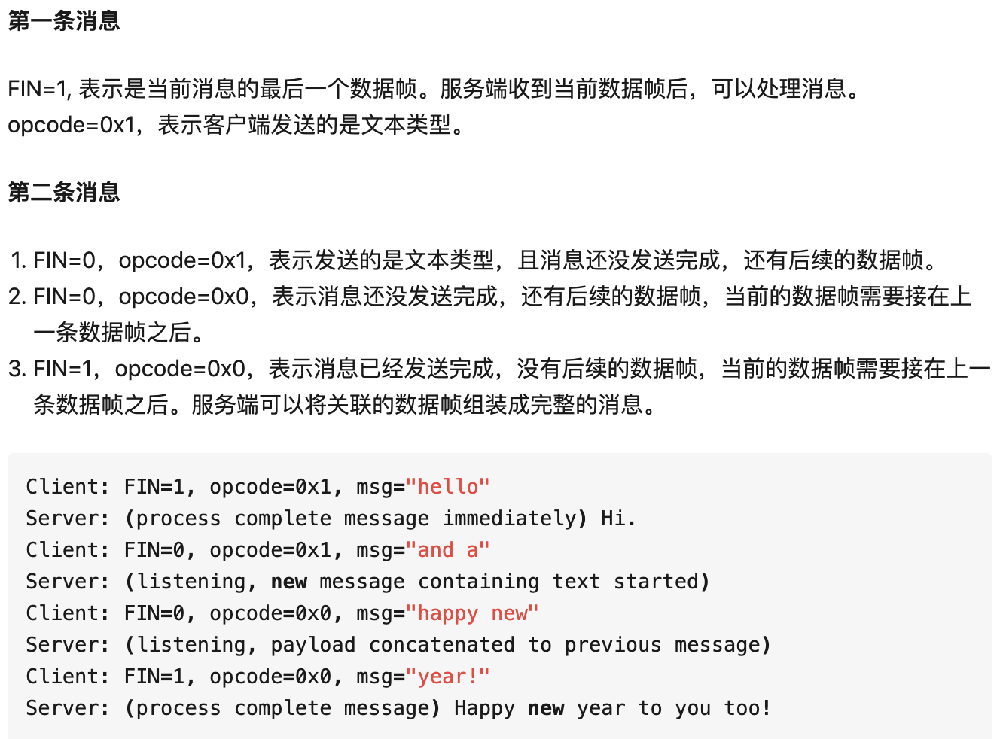 第一条消息
FIN=1, 表示是当前消息的最后一个数据帧。服务端收到当前数据帧后，可以处理消息。
opcode=0x1，表示客户端发送的是文本类型。
第二条消息
1. FIN=0，opcode=0x1，表示发送的是文本类型，且消息还没发送完成，还有后续的数据帧。
2. FIN=0，opcode=0x0，表示消息还没发送完成，还有后续的数据帧，当前的数据帧需要接在上
一条数据帧之后。
3. FIN=1，opcode=0x0，表示消息已经发送完成，没有后续的数据帧，当前的数据帧需要接在上一
条数据帧之后。服务端可以将关联的数据帧组装成完整的消息。
Client: FIN=1, opcode=0x1, msg="hello"
Server: (process complete message immediately) Hi.
Client: FIN=0, opcode=0x1, msg="and a"
Server: (listening, new message containing text started)
Client: FIN=0, opcode=0x0, msg="happy new"
Server: (listening, payload concatenated to previous message)
Client: FIN=1, opcode=0x0, msg="year!"
Server: (process complete message) Happy new year to you too!